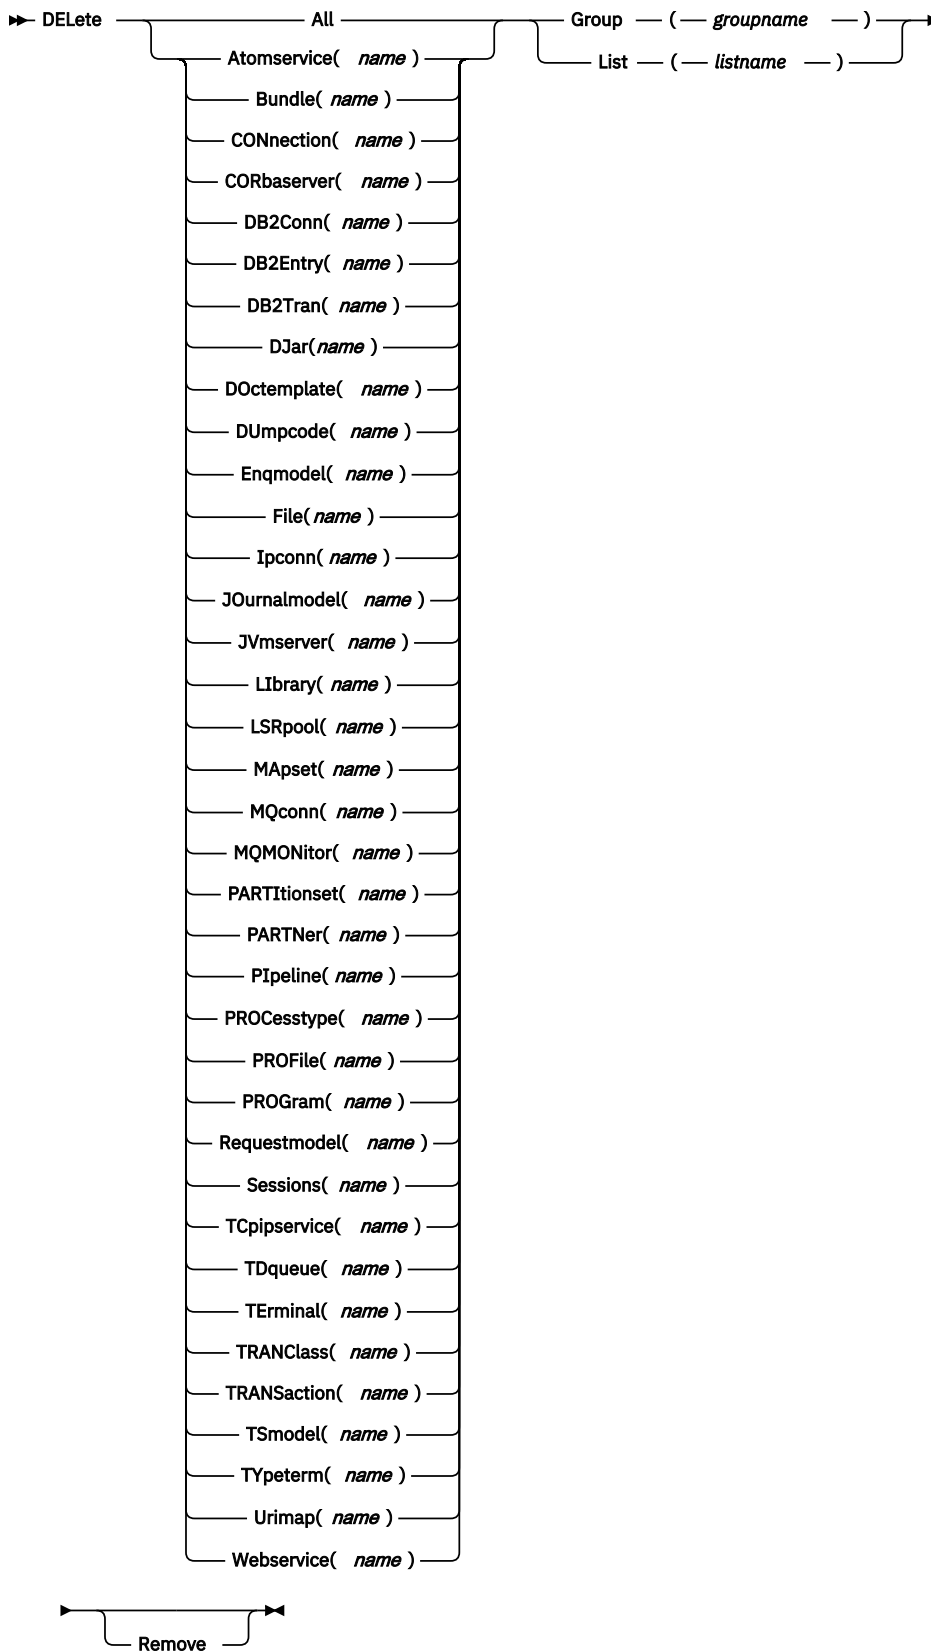 DELete All Group ( groupname )
Atomservice( name ) List ( listname )
Bundle( name )
CONnection( name )
CORbaserver( name )
DB2Conn( name )
DB2Entry( name )
DB2Tran( name )
DJar(name )
DOctemplate( name )
DUmpcode( name )
Enqmodel( name )
File(name )
Ipconn( name )
JOurnalmodel( name )
JVmserver( name )
LIbrary( name )
LSRpool( name )
MApset( name )
MQconn( name )
MQMONitor( name )
PARTItionset( name )
PARTNer( name )
PIpeline( name )
PROCesstype( name )
PROFile( name )
PROGram( name )
Requestmodel( name )
Sessions( name )
TCpipservice( name )
TDqueue( name )
TErminal( name )
TRANClass( name )
TRANSaction( name )
TSmodel( name )
TYpeterm( name )
Urimap( name )
Webservice( name )
Remove